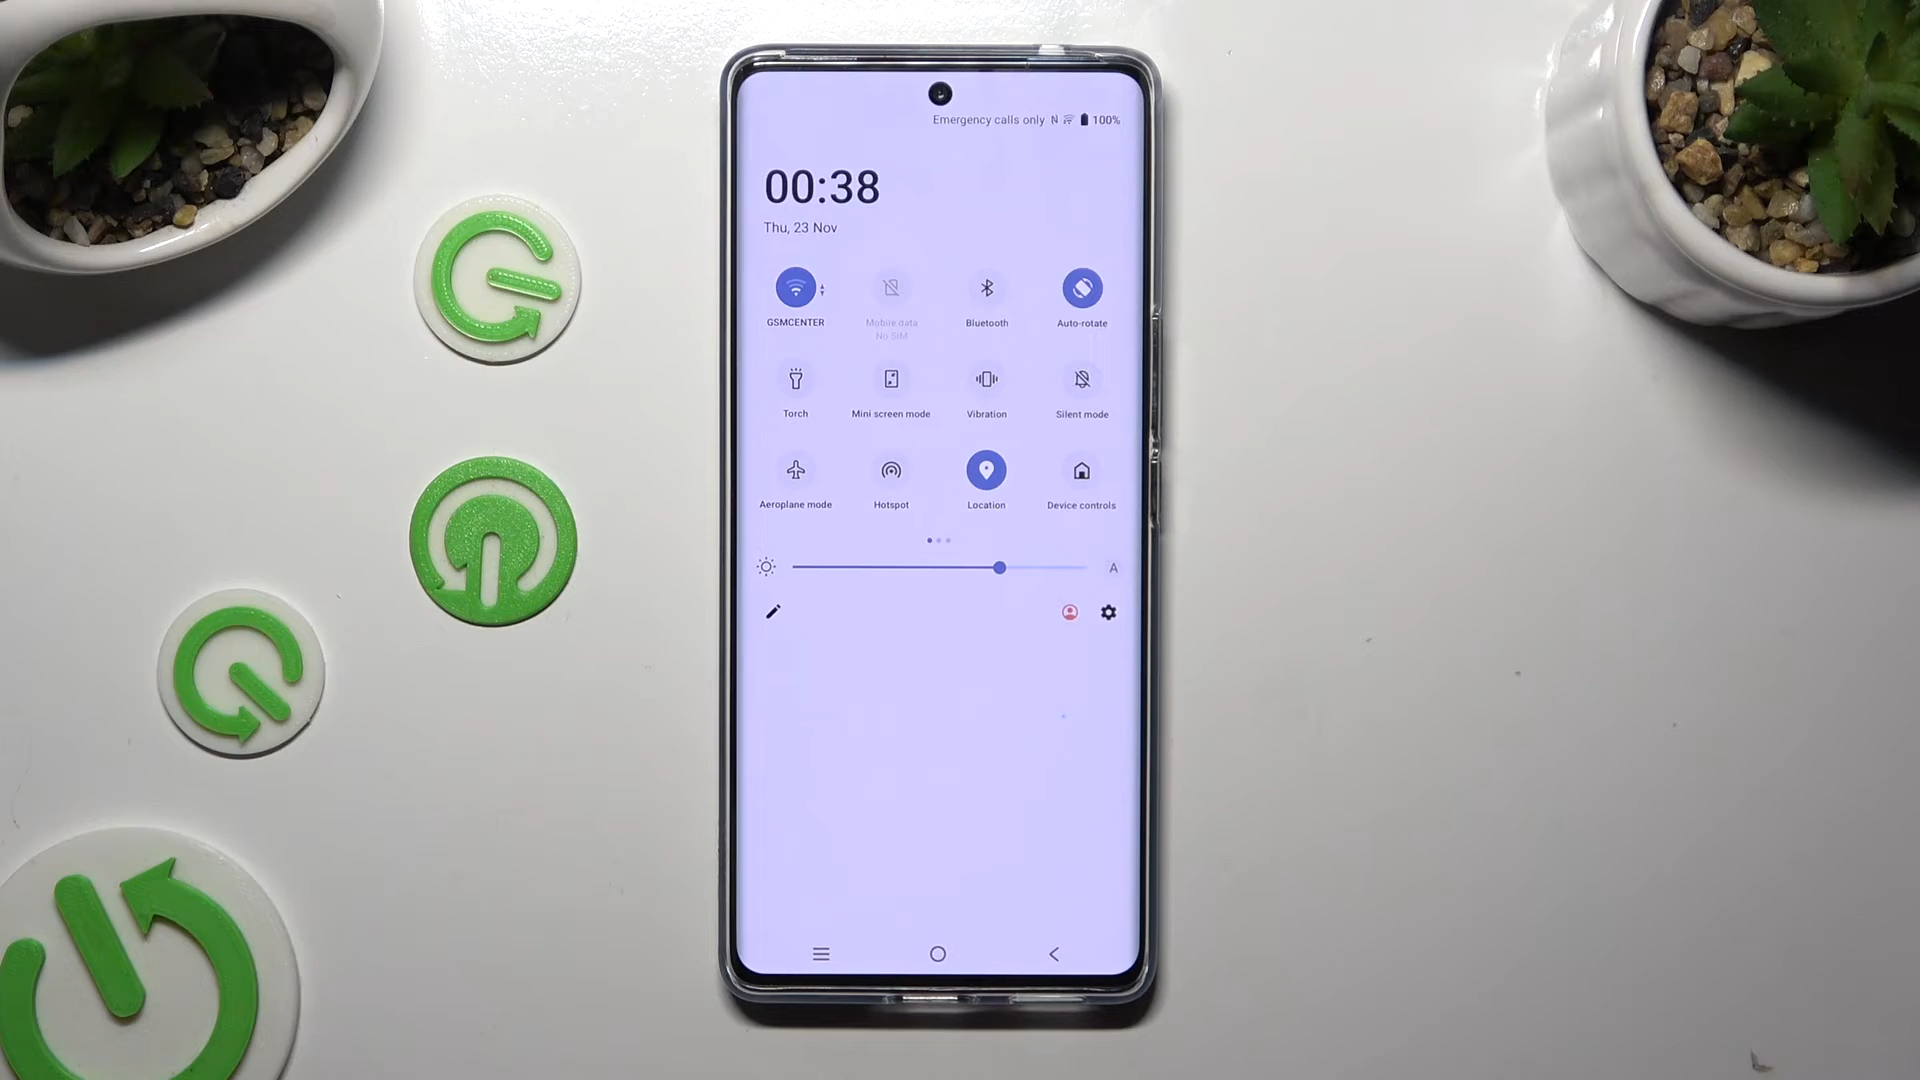 Emergency calls only 100%
00:38
Thu, 23 Nov
GSMCENTER
Mobile data
No SIM
Bluetooth
Auto-rotate
Torch
Mini screen mode
Vibration
Silent mode
Aeroplane mode
Hotspot
Location
Device controls
A